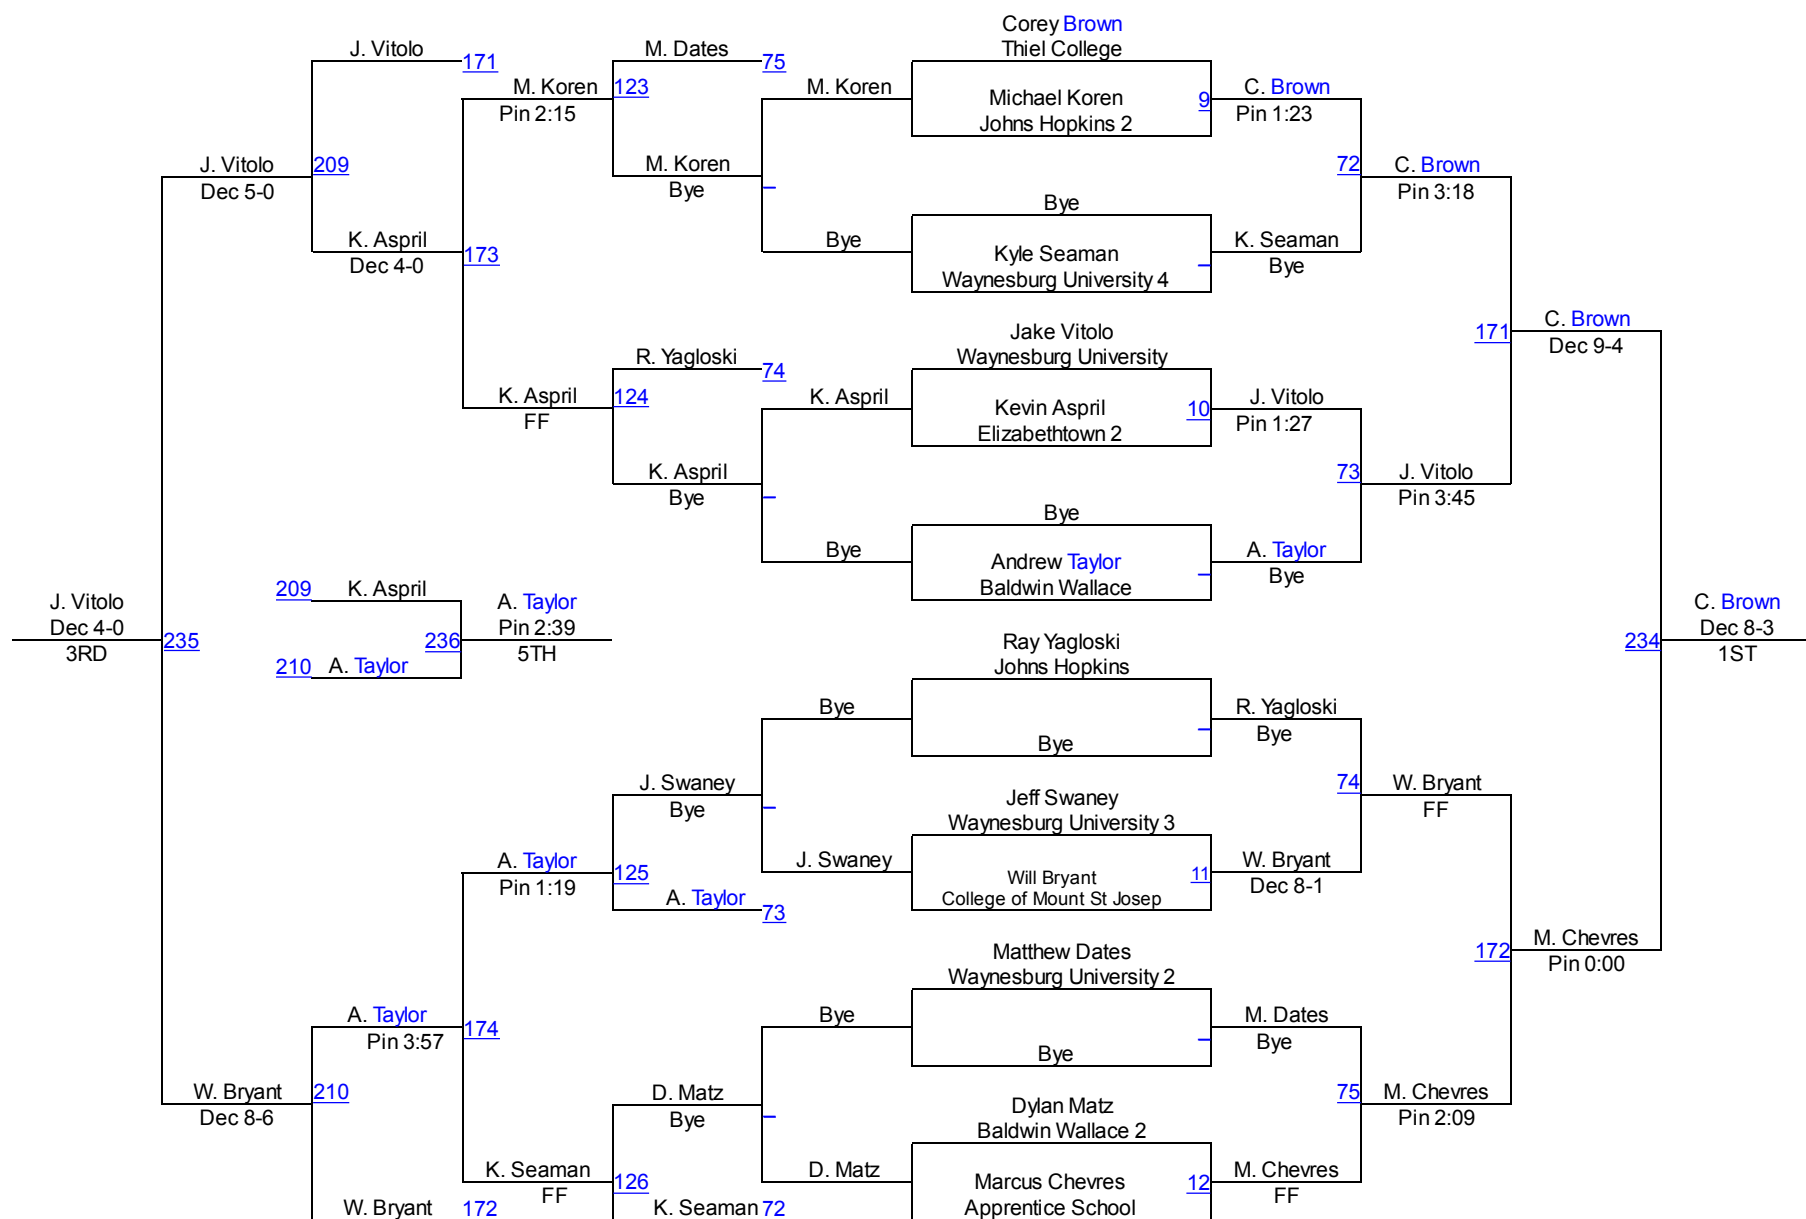 Corey Brown
J. Vitolo
M. Dates
Thiel College
171
75
M. Koren
123
M. Koren
Michael Koren
9
C. Brown
Pin 2:15
Johns Hopkins 2
Pin 1:23
J. Vitolo
209
M. Koren
72
C. Brown
Dec 5-0
Bye
Pin 3:18
Bye
K. Aspril
173
Bye
Kyle Seaman
K. Seaman
Dec 4-0
Waynesburg University 4
Bye
Jake Vitolo
171
C. Brown
R. Yagloski
Waynesburg University
Dec 9-4
74
K. Aspril
124
K. Aspril
Kevin Aspril
10
J. Vitolo
FF
Elizabethtown 2
Pin 1:27
K. Aspril
73
J. Vitolo
Bye
Pin 3:45
Bye
Bye
Andrew Taylor
A. Taylor
Baldwin Wallace
Bye
209
K. Aspril
J. Vitolo
A. Taylor
C. Brown
Dec 4-0
Pin 2:39
Dec 8-3
3RD
235
236
5TH
234
1ST
210
A. Taylor
Ray Yagloski
Johns Hopkins
Bye
R. Yagloski
Bye
Bye
J. Swaney
74
W. Bryant
Bye
Jeff Swaney
FF
Waynesburg University 3
A. Taylor
125
J. Swaney
Will Bryant
11
W. Bryant
Pin 1:19
College of Mount St Josep
Dec 8-1
A. Taylor
73
Matthew Dates
172
M. Chevres
Waynesburg University 2
Pin 0:00
A. Taylor
174
Bye
M. Dates
Pin 3:57
Bye
Bye
W. Bryant
210
D. Matz
75
M. Chevres
Dec 8-6
Bye
Dylan Matz
Pin 2:09
Baldwin Wallace 2
K. Seaman
126
D. Matz
Marcus Chevres
12
M. Chevres
FF
Apprentice School
FF
W. Bryant
172
K. Seaman
72